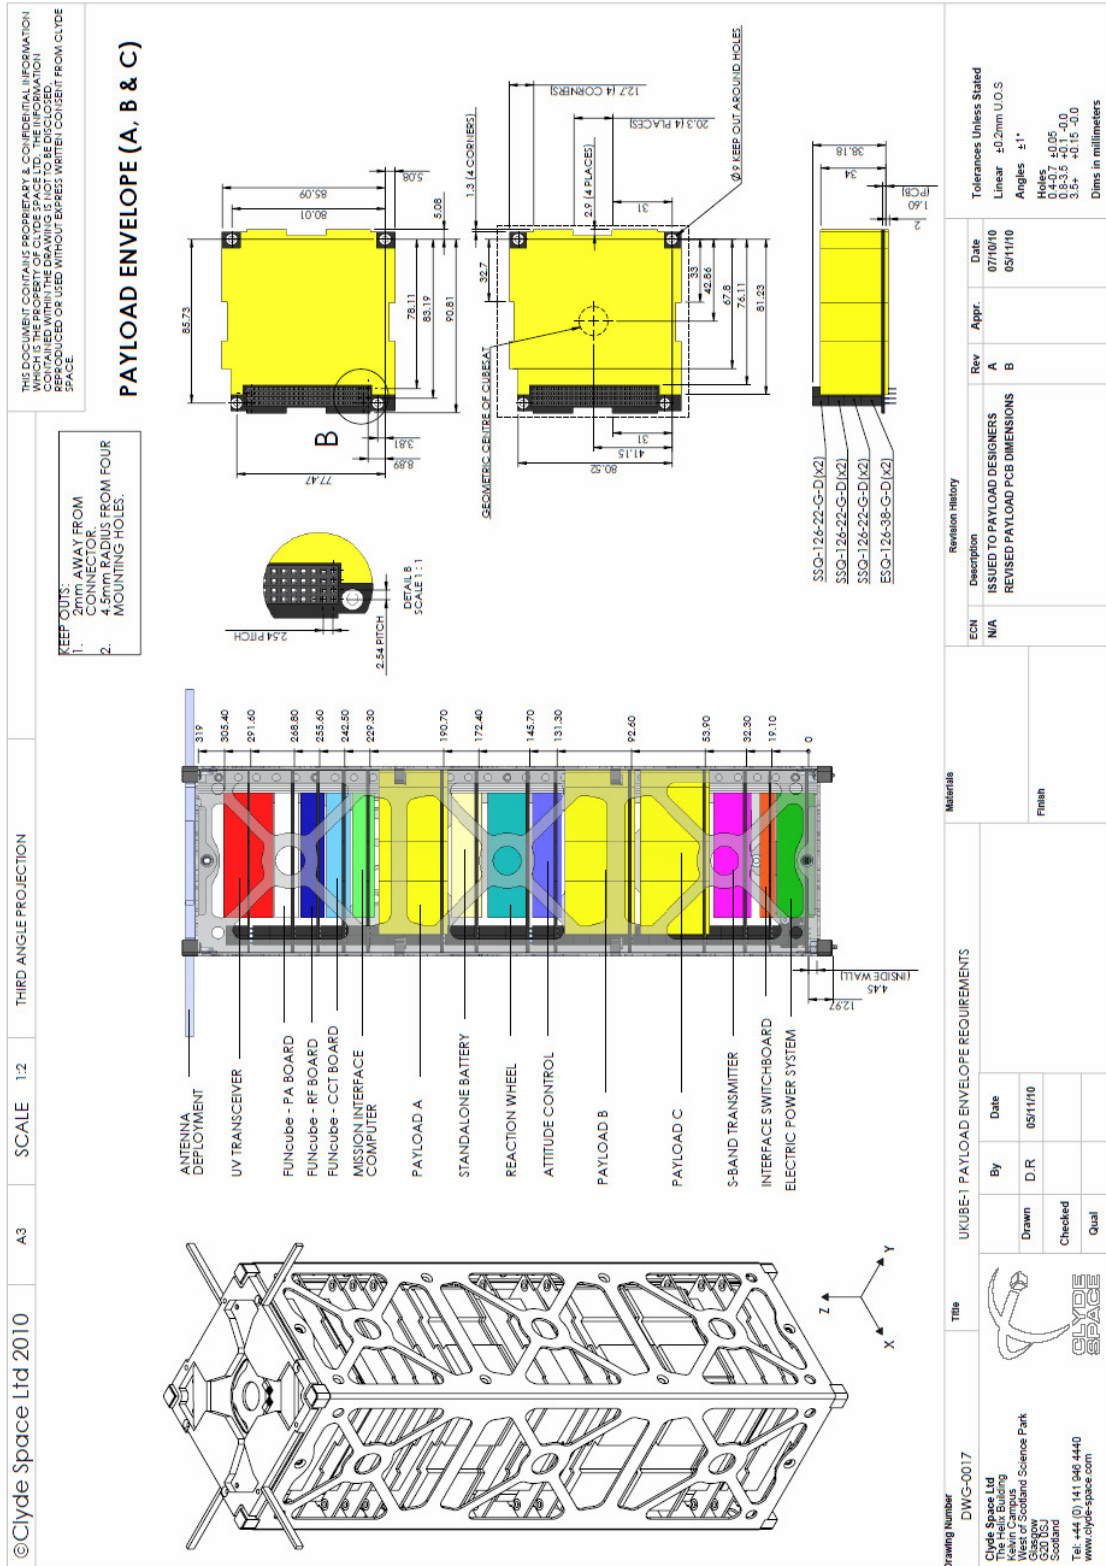 ©Clyde Space Ltd 2010
A3
SCALE 1:2
THIRD ANGLE PROJECTION
THIS DOCUMENT CONTAINS PROPRIETARY & CONFIDENTIAL INFORMATION
WHICH IS THE PROPERTY OF CLYDE SPACE LTD. THE INFORMATION
CONTAINED WITHIN THE DRAWING IS NOT TO BE DISCLOSED,
REPRODUCED OR USED WITHOUT EXPRESS WRITTEN CONSENT FROM CLYDE
SPACE.
PAYLOAD ENVELOPE (A, B & C)
KEEP OUTS:
1. 2mm AWAY FROM
CONNECTOR.
2. 4.5mm RADIUS FROM FOUR
MOUNTING HOLES.
Z
X
Y
ANTENNA
DEPLOYMENT
UV TRANSCEIVER
FUNcube - PA BOARD
FUNcube - RF BOARD
FUNcube - CCT BOARD
MISSION INTERFACE
COMPUTER
PAYLOAD A
STANDALONE BATTERY
REACTION WHEEL
ATTITUDE CONTROL
PAYLOAD B
PAYLOAD C
S-BAND TRANSMITTER
INTERFACE SWITCHBOARD
ELECTRIC POWER SYSTEM
319
305.40
291.60
268.80
255.60
242.50
229.30
190.70
172.40
145.70
131.30
92.60
53.90
32.30
19.10
0
4.45
(INSIDE WALL)
12.97
2.54 PITCH
2.54 PITCH
DETAIL B
SCALE 1 : 1
B
85.73
85.09
80.01
5.08
5.08
77.47
8.89
3.81
78.11
83.19
90.81
GEOMETRIC CENTRE OF CUBESAT
32.7
1.3 (4 CORNERS)
12.7 (4 CORNERS)
2.9 (4 PLACES)
20.3 (4 PLACES)
Ø9 KEEP OUT AROUND HOLES
31
31
41.15
80.52
33
42.86
67.8
76.11
81.23
SSQ-126-22-G-D(x2)
SSQ-126-22-G-D(x2)
SSQ-126-22-G-D(x2)
ESQ-126-38-G-D(x2)
38.18
34
1.60
(PCB)
2
Drawing Number
DWG-0017
Clyde Space Ltd
The Helix Building
Kelvin Campus
West of Scotland Science Park
Glasgow
G20 0SJ
Scotland
Tel: +44 (0) 141 946 4440
www.clyde-space.com
CLYDE
SPACE
Title
UKUBE-1 PAYLOAD ENVELOPE REQUIREMENTS
By
Date
Drawn
D.R
05/11/10
Checked
Qual
Materials
Finish
Revision History
ECN
Description
Rev
Appr.
Date
N/A
ISSUED TO PAYLOAD DESIGNERS
A
07/10/10
REVISED PAYLOAD PCB DIMENSIONS
B
05/11/10
Tolerances Unless Stated
Linear ±0.2mm U.O.S
Angles ±1°
Holes
0.4-0.7 ±0.05
0.8-3.5 +0.1 -0.0
3.5+ +0.15 -0.0
Dims in millimeters